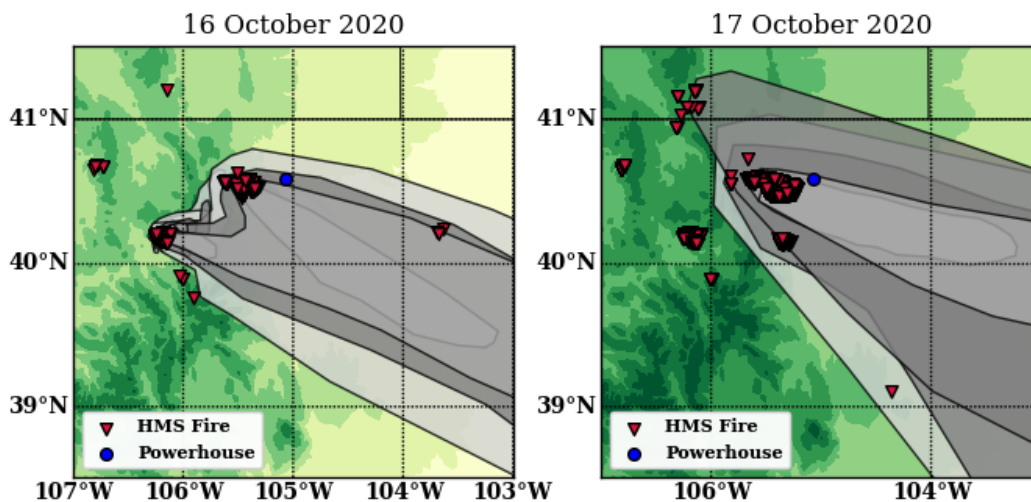 16 October 2020
17 October 2020
41°N
40°N
39°N
HMS Fire
Powerhouse
107°W
106°W
105°W
104°W
103°W
41°N
40°N
39°N
HMS Fire
Powerhouse
106°W
104°W